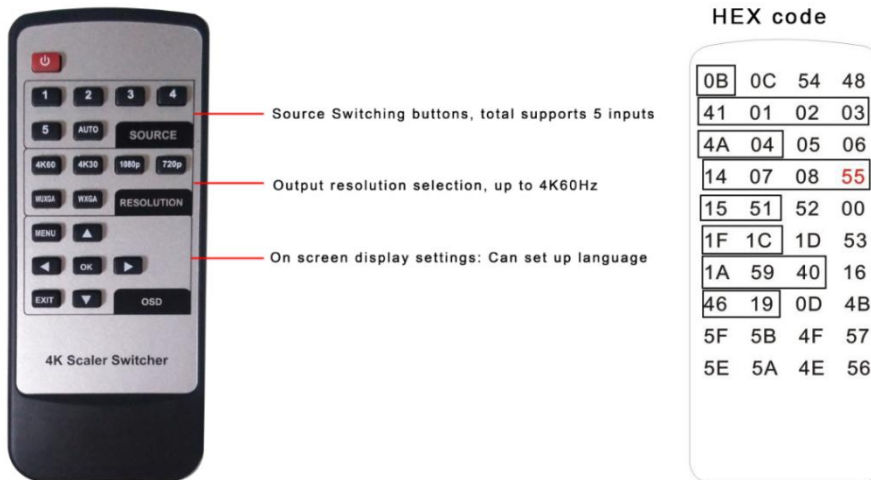 HEX code
1 2 3 4
5 AUTO SOURCE
4K60 4K30 1080p 720p
WUXGA WXGA RESOLUTION
MENU
OK
EXIT OSD
4K Scaler Switcher
Source Switching buttons, total supports 5 inputs
Output resolution selection, up to 4K60Hz
On screen display settings: Can set up language
0B 0C 54 48
41 01 02 03
4A 04 05 06
14 07 08 55
15 51 52 00
1F 1C 1D 53
1A 59 40 16
46 19 0D 4B
5F 5B 4F 57
5E 5A 4E 56